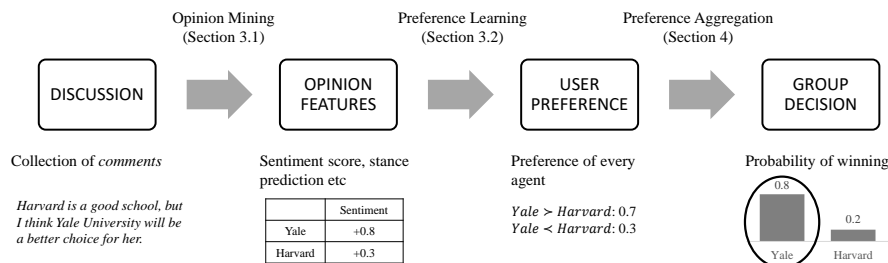 Opinion Mining
(Section 3.1)
Preference Learning
(Section 3.2)
Preference Aggregation
(Section 4)
DISCUSSION
OPINION
FEATURES
USER
PREFERENCE
GROUP
DECISION
Collection of comments
Harvard is a good school, but
I think Yale University will be
a better choice for her.
Sentiment score, stance
prediction etc
Sentiment
Yale +0.8
Harvard +0.3
Preference of every
agent
Yale ≻ Harvard: 0.7
Yale ≺ Harvard: 0.3
Probability of winning
0.8
0.2
Yale Harvard